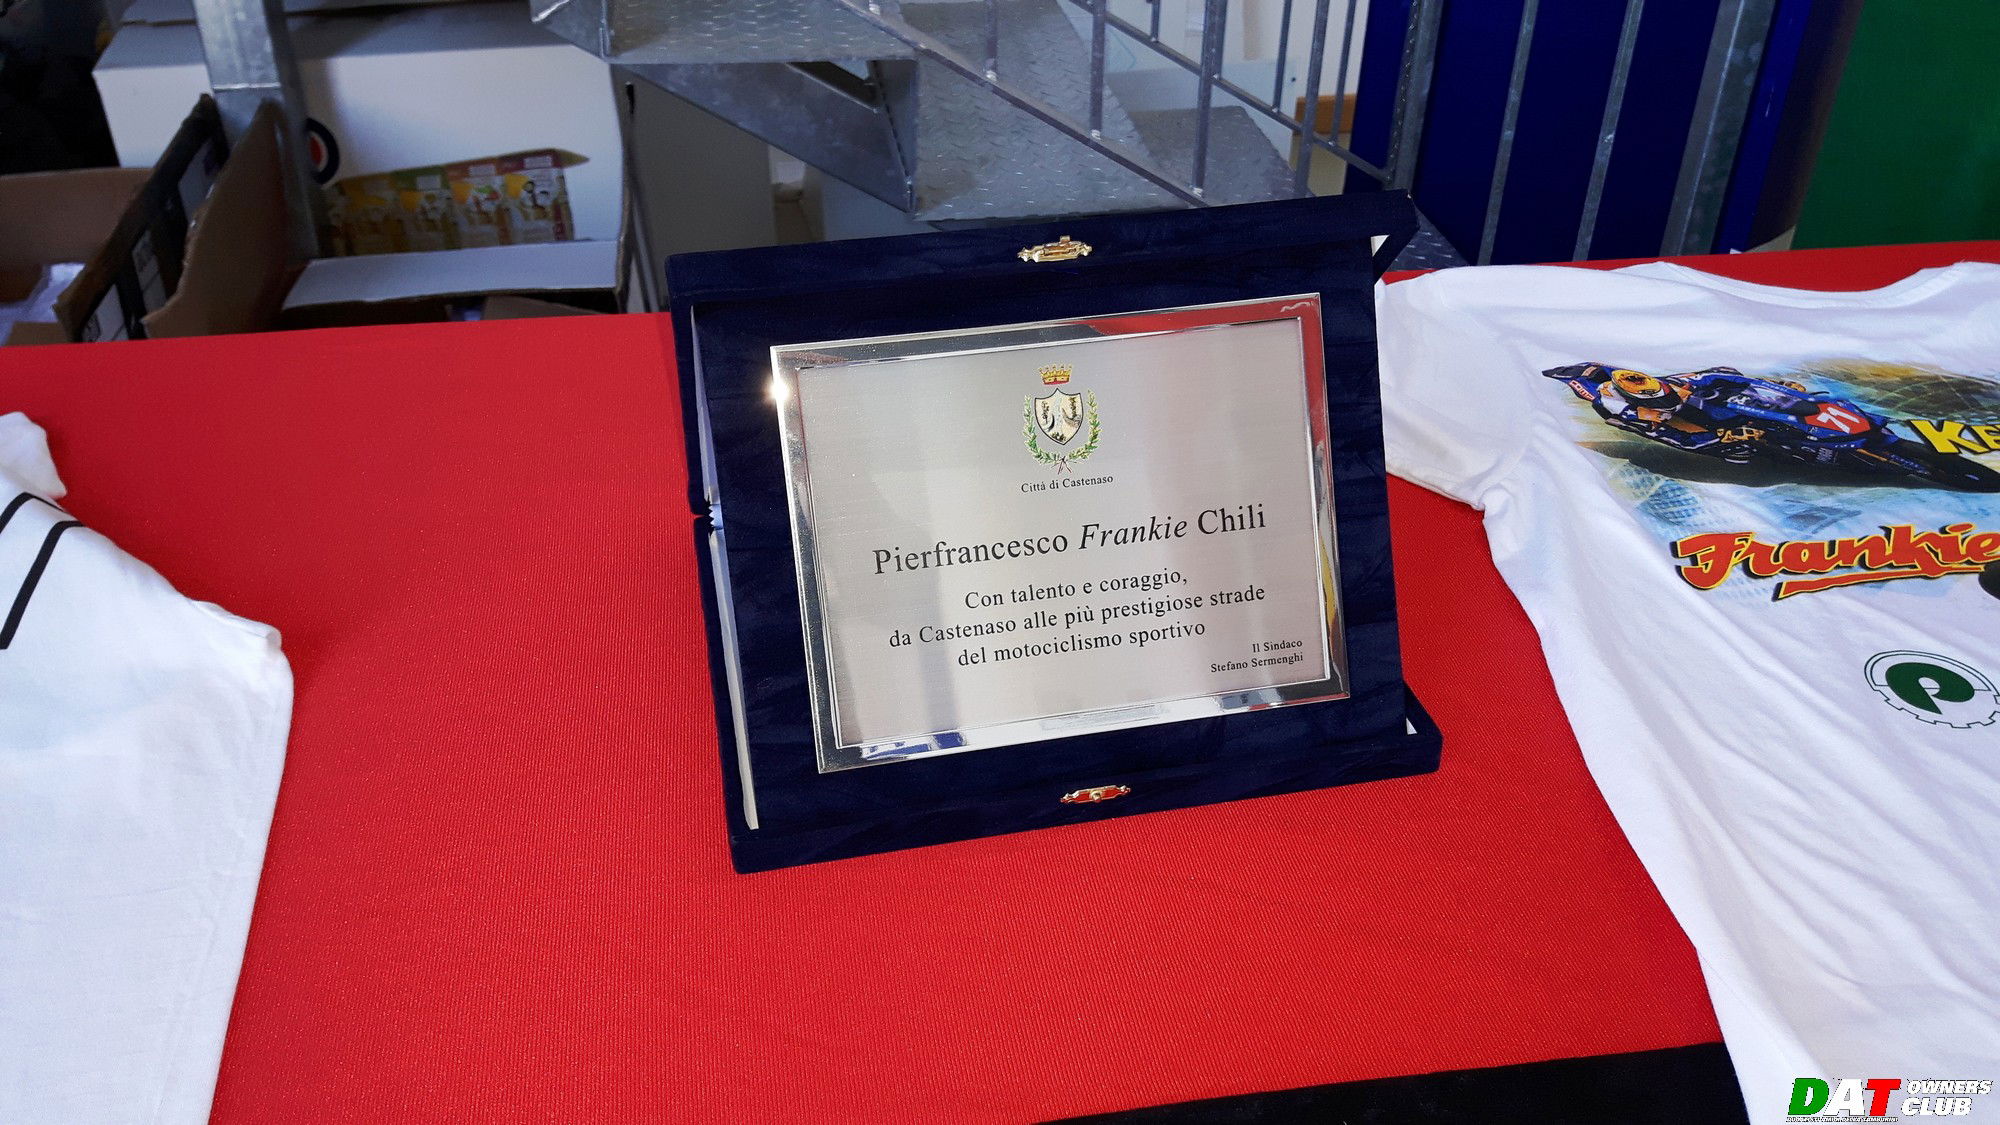 Città di Castenaso
Pierfrancesco Frankie Chili
Con talento e coraggio,
da Castenaso alle più prestigiose strade
del motociclismo sportivo
Il Sindaco
Stefano Sermenghi
71
Frankie
DAT OWNERS
CLUB